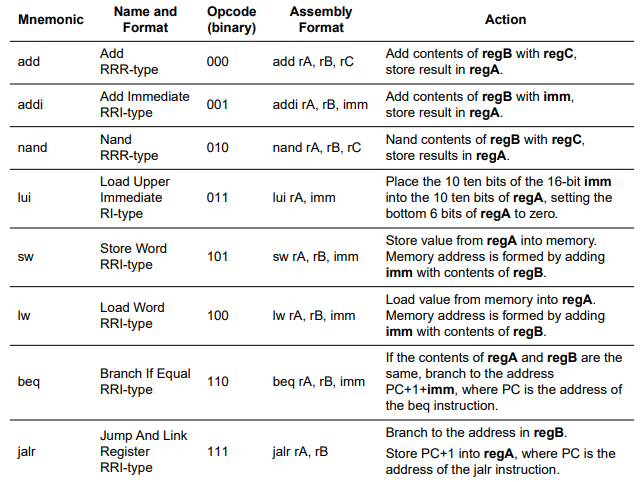 Mnemonic Name and Format Opcode (binary) Assembly Format Action
add Add RRR-type 000 add rA, rB, rC Add contents of regB with regC, store result in regA.
addi Add Immediate RRI-type 001 addi rA, rB, imm Add contents of regB with imm, store result in regA.
nand Nand RRR-type 010 nand rA, rB, rC Nand contents of regB with regC, store results in regA.
lui Load Upper Immediate RI-type 011 lui rA, imm Place the 10 ten bits of the 16-bit imm into the 10 ten bits of regA, setting the bottom 6 bits of regA to zero.
sw Store Word RRI-type 101 sw rA, rB, imm Store value from regA into memory. Memory address is formed by adding imm with contents of regB.
lw Load Word RRI-type 100 lw rA, rB, imm Load value from memory into regA. Memory address is formed by adding imm with contents of regB.
beq Branch If Equal RRI-type 110 beq rA, rB, imm If the contents of regA and regB are the same, branch to the address PC+1+imm, where PC is the address of the beq instruction.
jalr Jump And Link Register RRI-type 111 jalr rA, rB Branch to the address in regB. Store PC+1 into regA, where PC is the address of the jalr instruction.